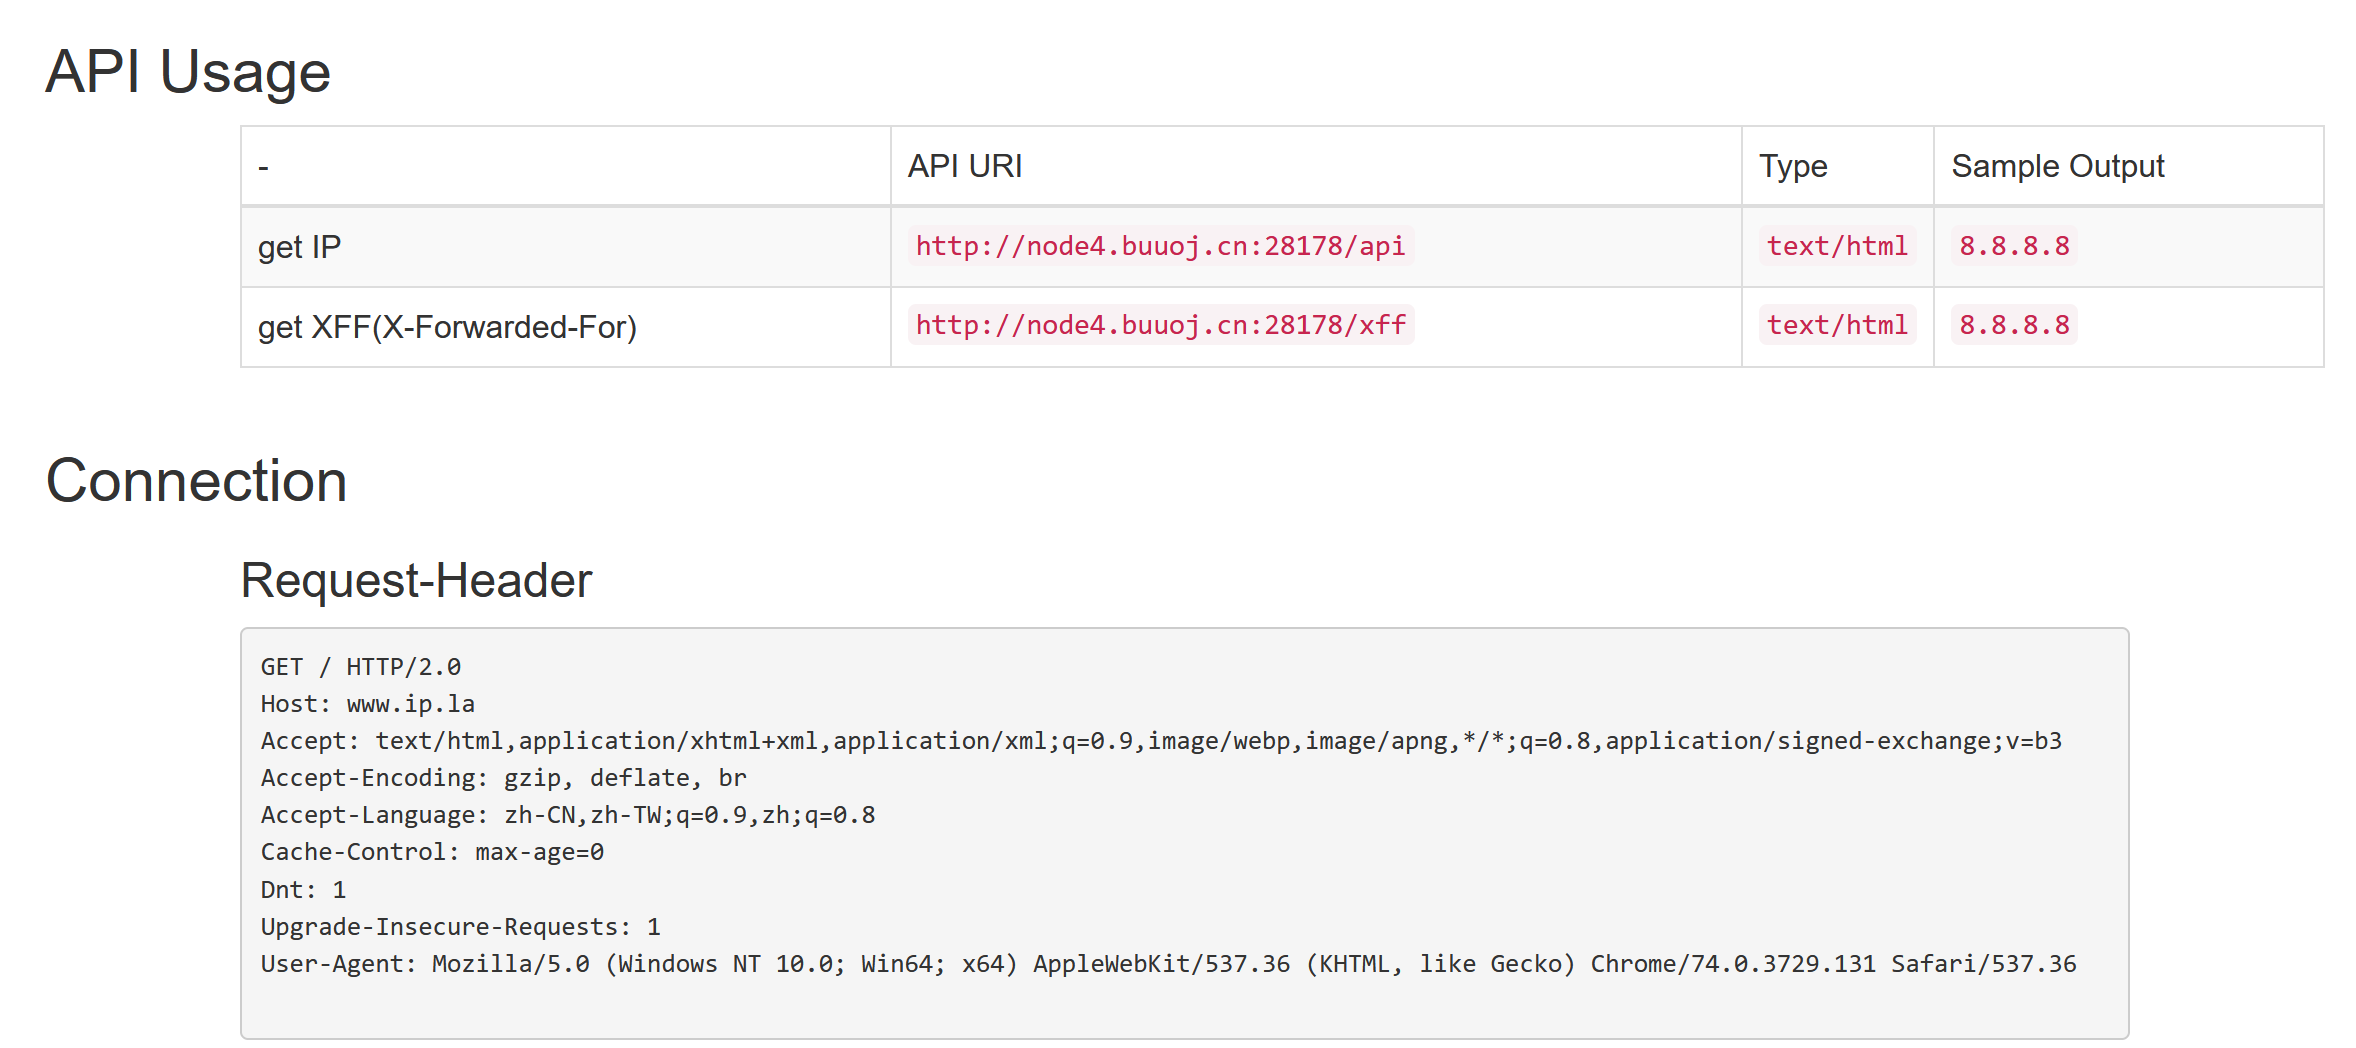 API Usage
- API URI Type Sample Output
get IP http://node4.buuoj.cn:28178/api text/html 8.8.8.8
get XFF(X-Forwarded-For) http://node4.buuoj.cn:28178/xff text/html 8.8.8.8
Connection
Request-Header
GET / HTTP/2.0
Host: www.ip.la
Accept: text/html,application/xhtml+xml,application/xml;q=0.9,image/webp,image/apng,*/*;q=0.8,application/signed-exchange;v=b3
Accept-Encoding: gzip, deflate, br
Accept-Language: zh-CN,zh-TW;q=0.9,zh;q=0.8
Cache-Control: max-age=0
Dnt: 1
Upgrade-Insecure-Requests: 1
User-Agent: Mozilla/5.0 (Windows NT 10.0; Win64; x64) AppleWebKit/537.36 (KHTML, like Gecko) Chrome/74.0.3729.131 Safari/537.36